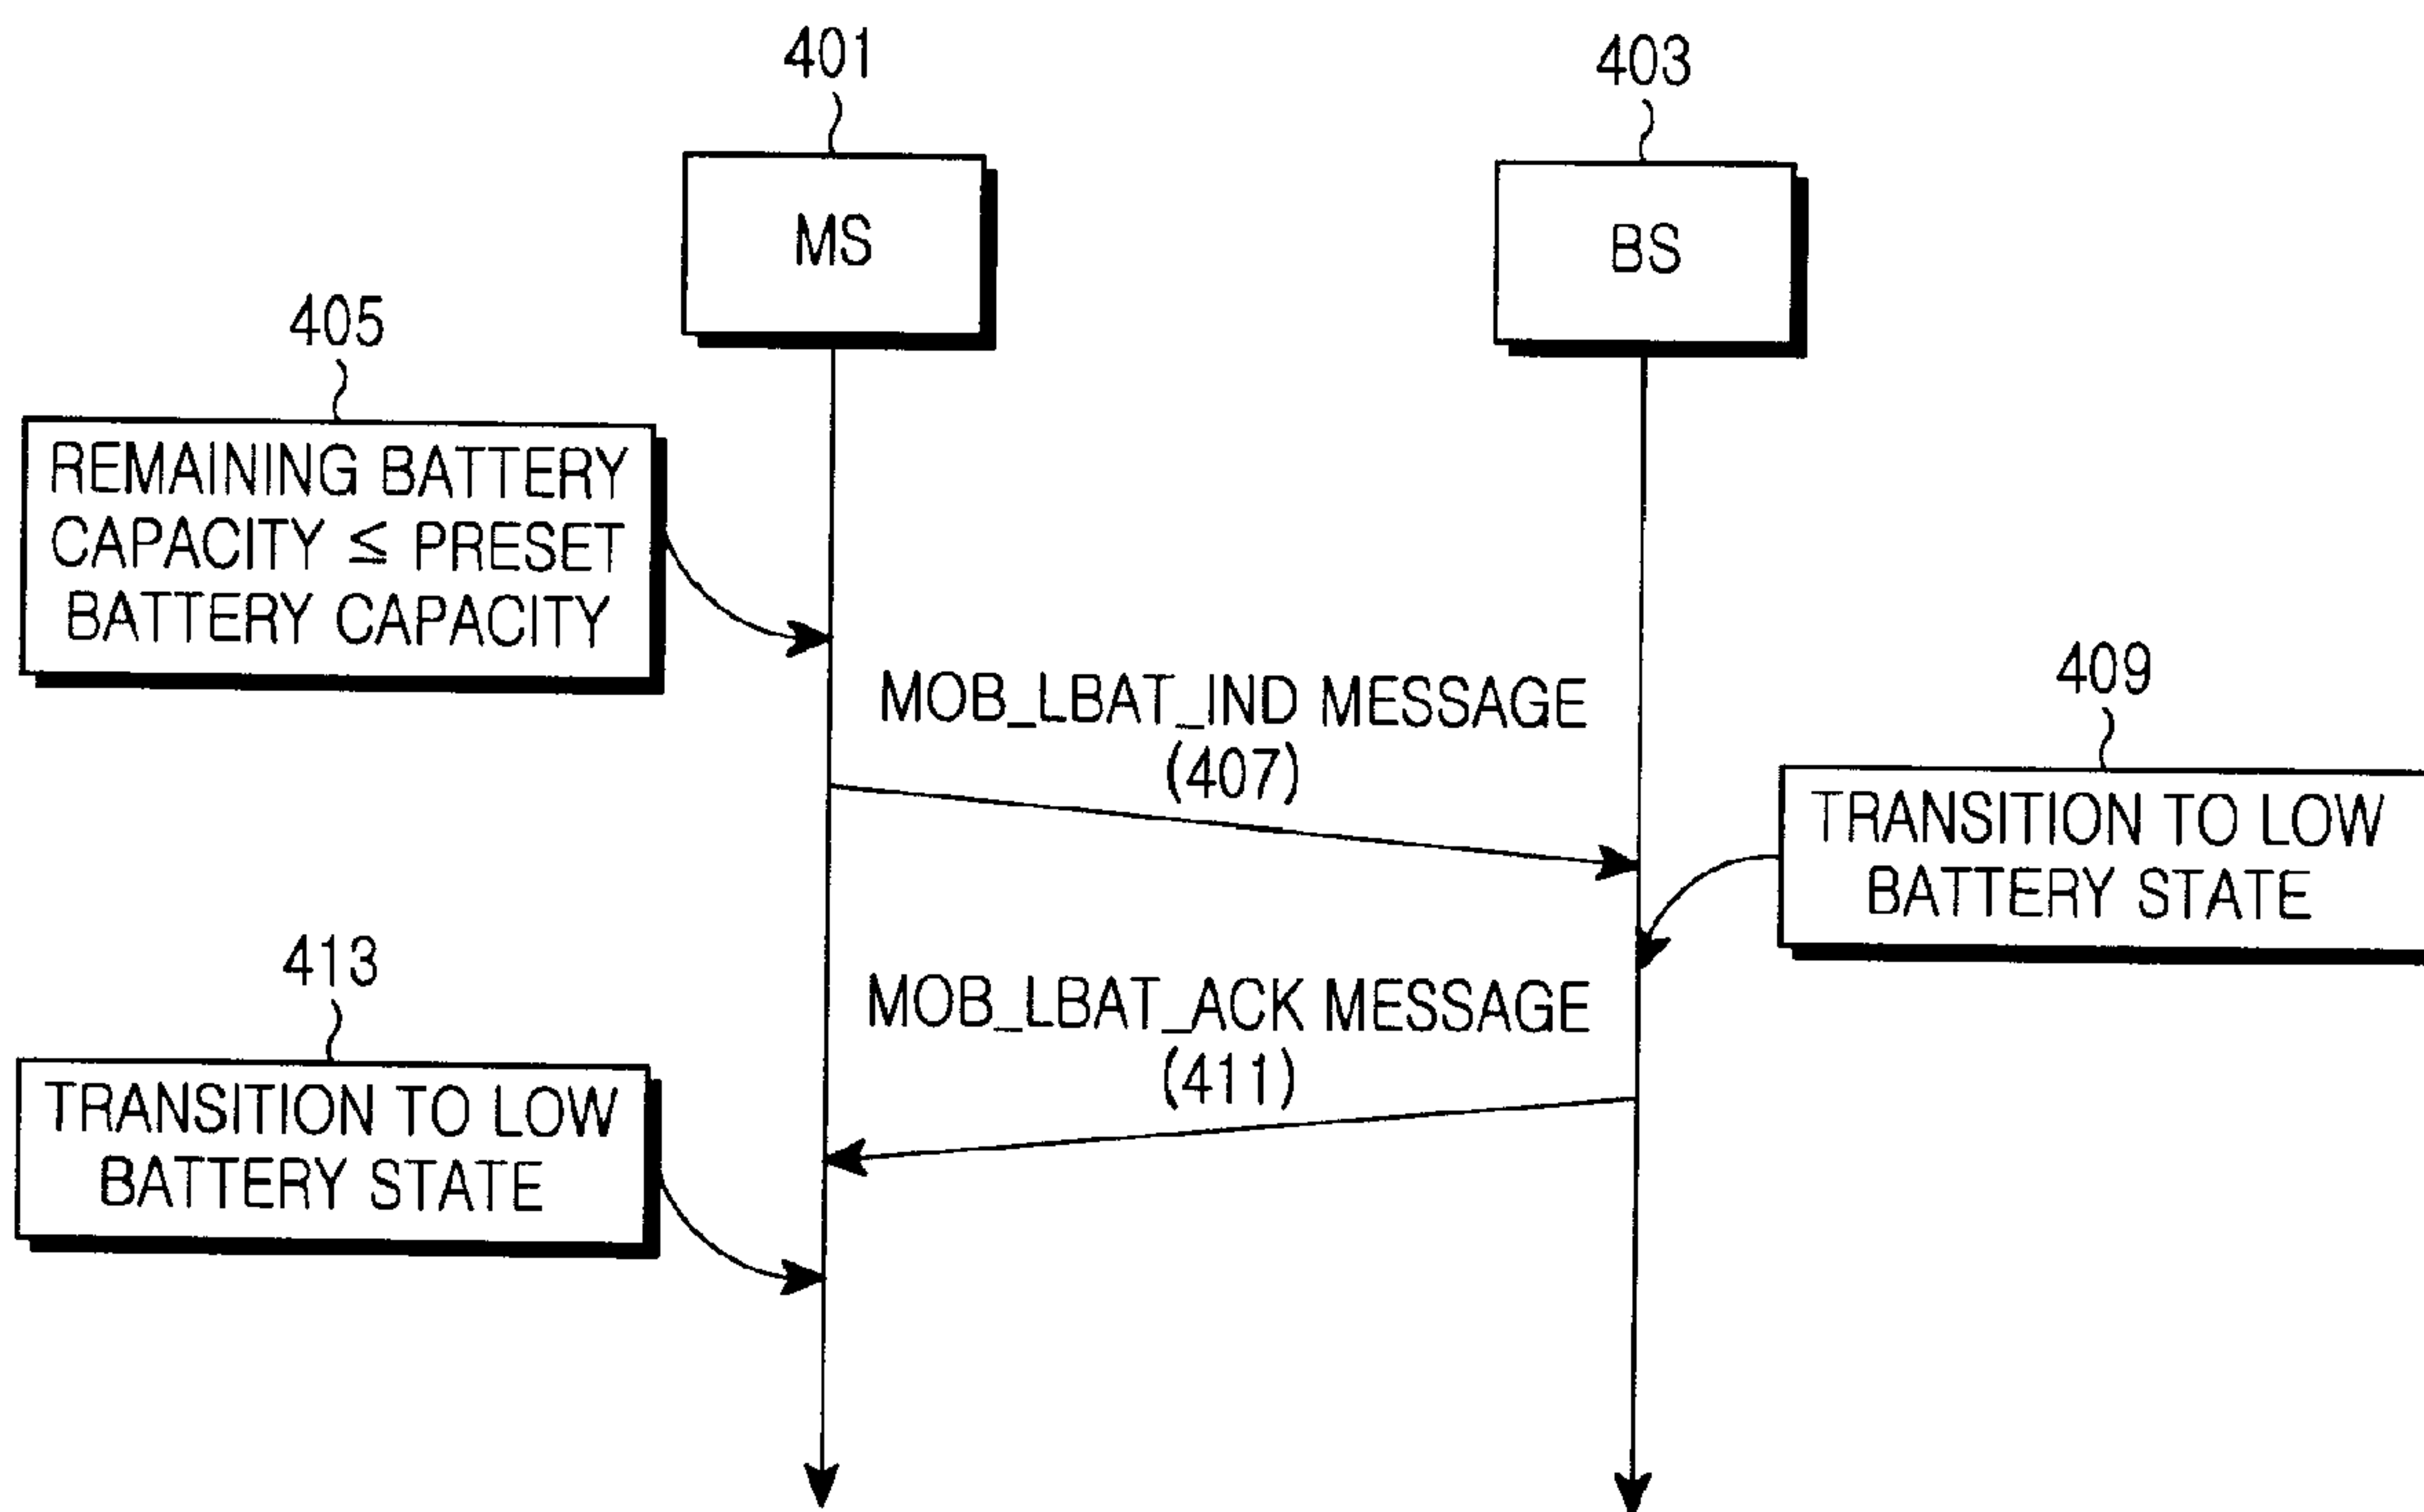 401
403
MS
BS
405
REMAINING BATTERY
CAPACITY ≤ PRESET
BATTERY CAPACITY
MOB_LBAT_IND MESSAGE
(407)
409
TRANSITION TO LOW
BATTERY STATE
MOB_LBAT_ACK MESSAGE
(411)
413
TRANSITION TO LOW
BATTERY STATE